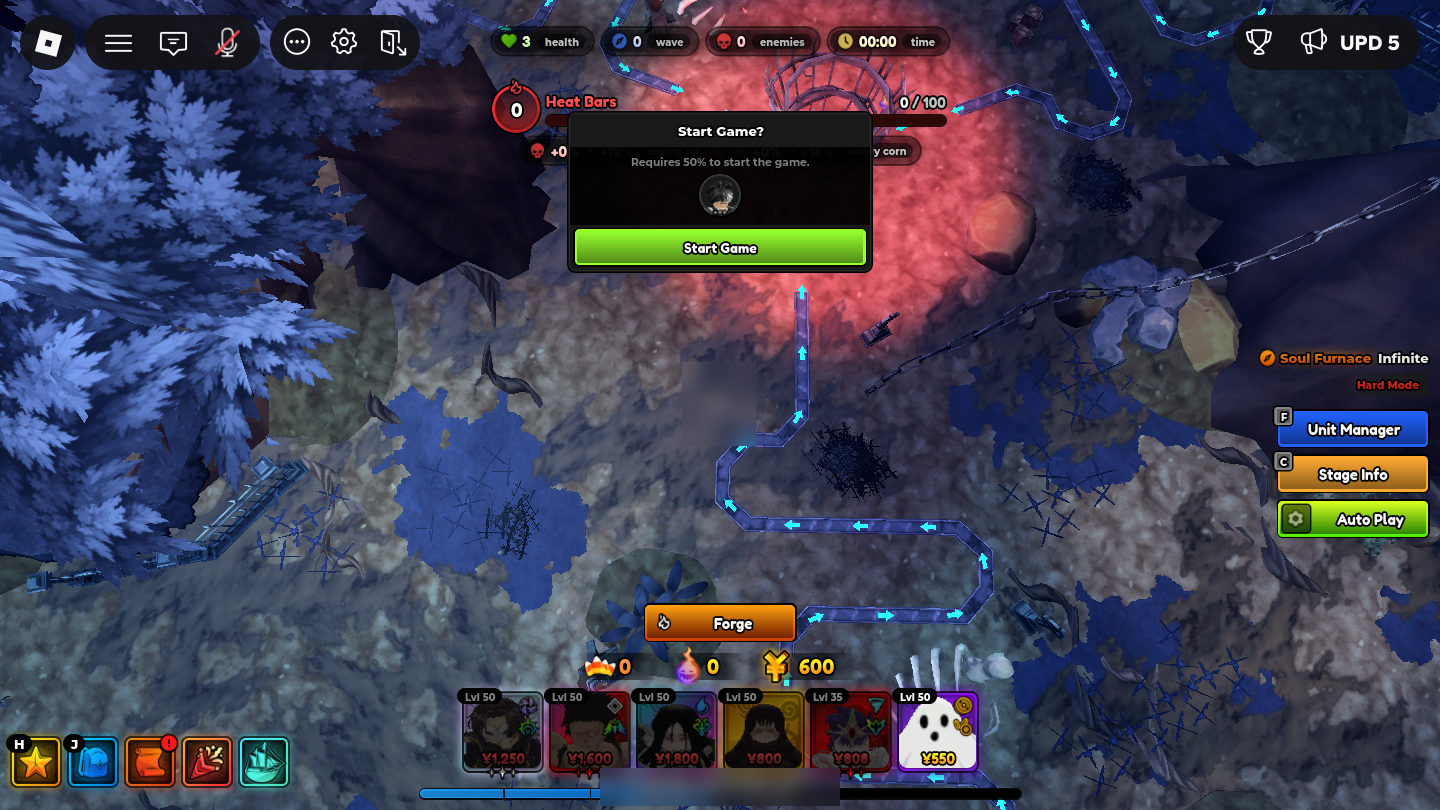 3 health
0 wave
0 enemies
00:00 time
UPD 5
0
Heat Bars
0 / 100
+0
corn
Start Game?
Requires 50% to start the game.
Start Game
Soul Furnace Infinite
Hard Mode
F
Unit Manager
C
Stage Info
Auto Play
Forge
0
0
600
Lvl 50
Lvl 50
Lvl 50
Lvl 50
Lvl 35
Lvl 50
¥1,250
¥1,600
¥1,800
¥800
¥808
¥550
H
J
!